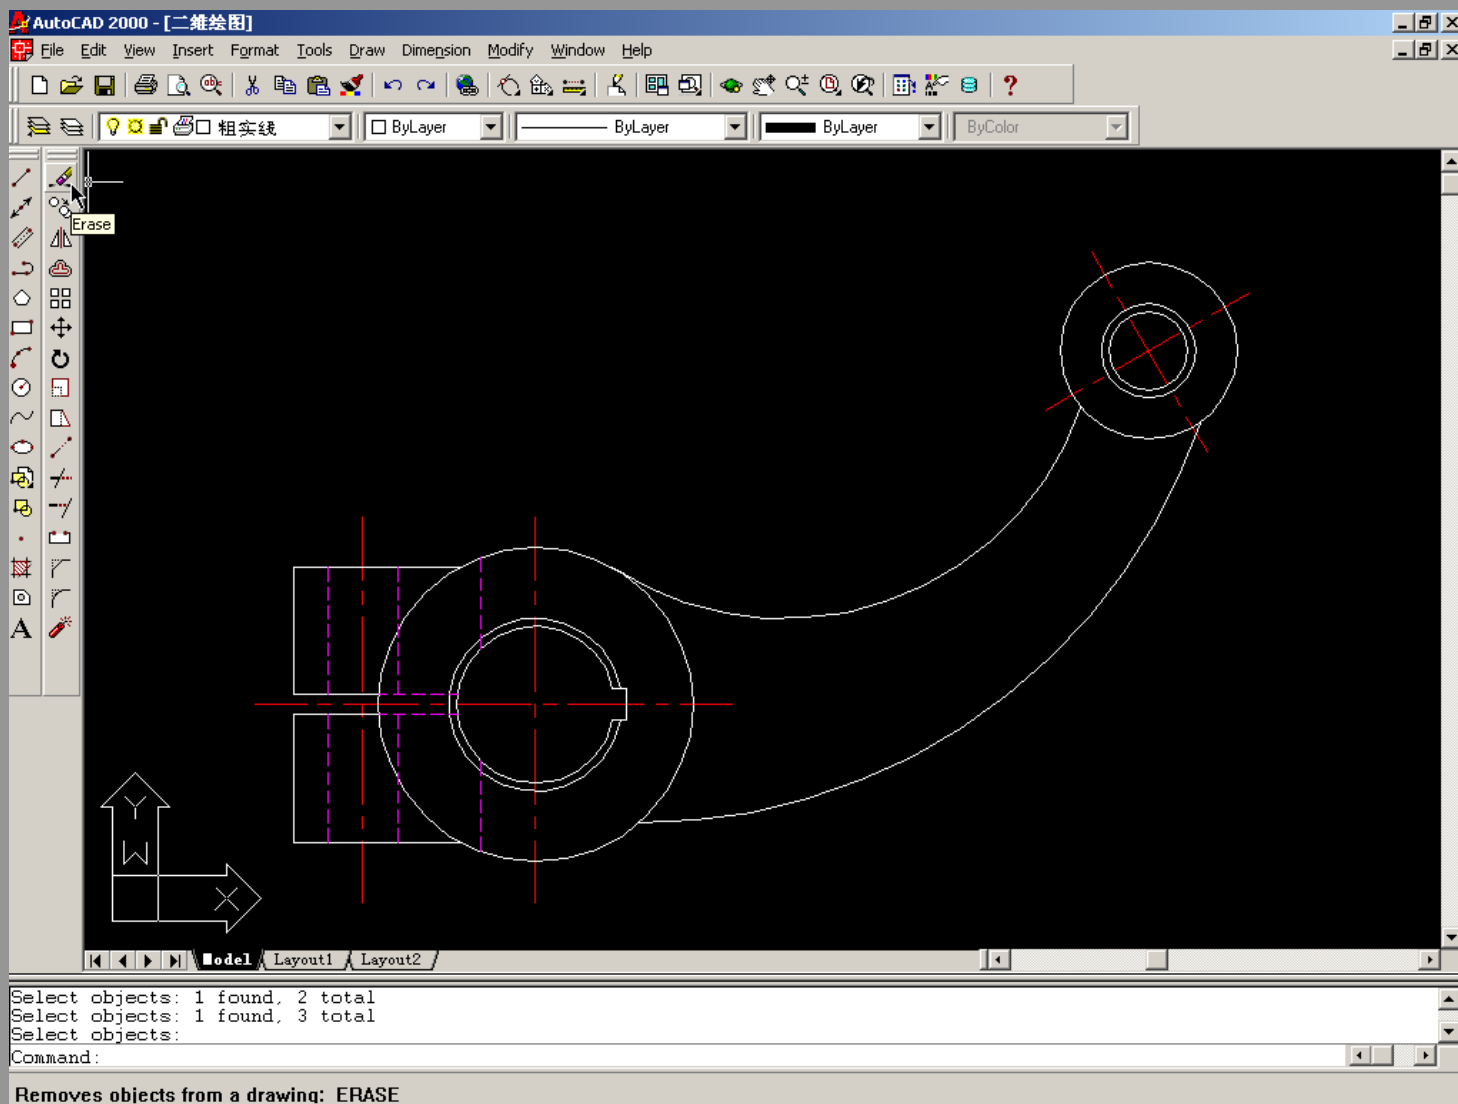 AutoCAD 2000 - [二维绘图]
File Edit View Insert Format Tools Draw Dimension Modify Window Help
粗实线 ByLayer ByLayer ByLayer ByColor
Erase
A
Y
W
X
Model Layout1 Layout2
Select objects: 1 found, 2 total
Select objects: 1 found, 3 total
Select objects:
Command:
Removes objects from a drawing: ERASE